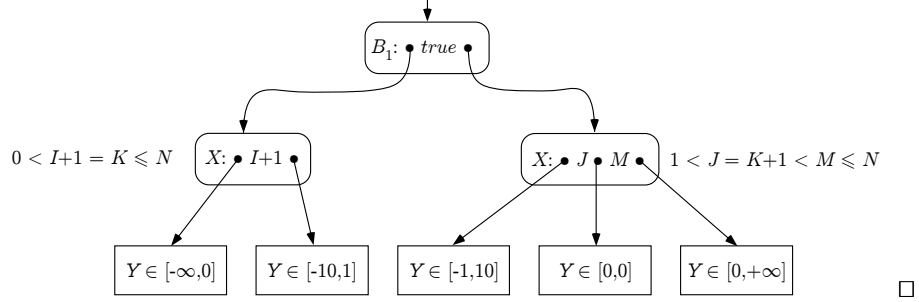 B₁: • true •
0 < I+1 = K ⩽ N X: • I+1 • X: • J • M • 1 < J = K+1 < M ⩽ N
Y ∈ [-∞,0] Y ∈ [-10,1] Y ∈ [-1,10] Y ∈ [0,0] Y ∈ [0,+∞] □